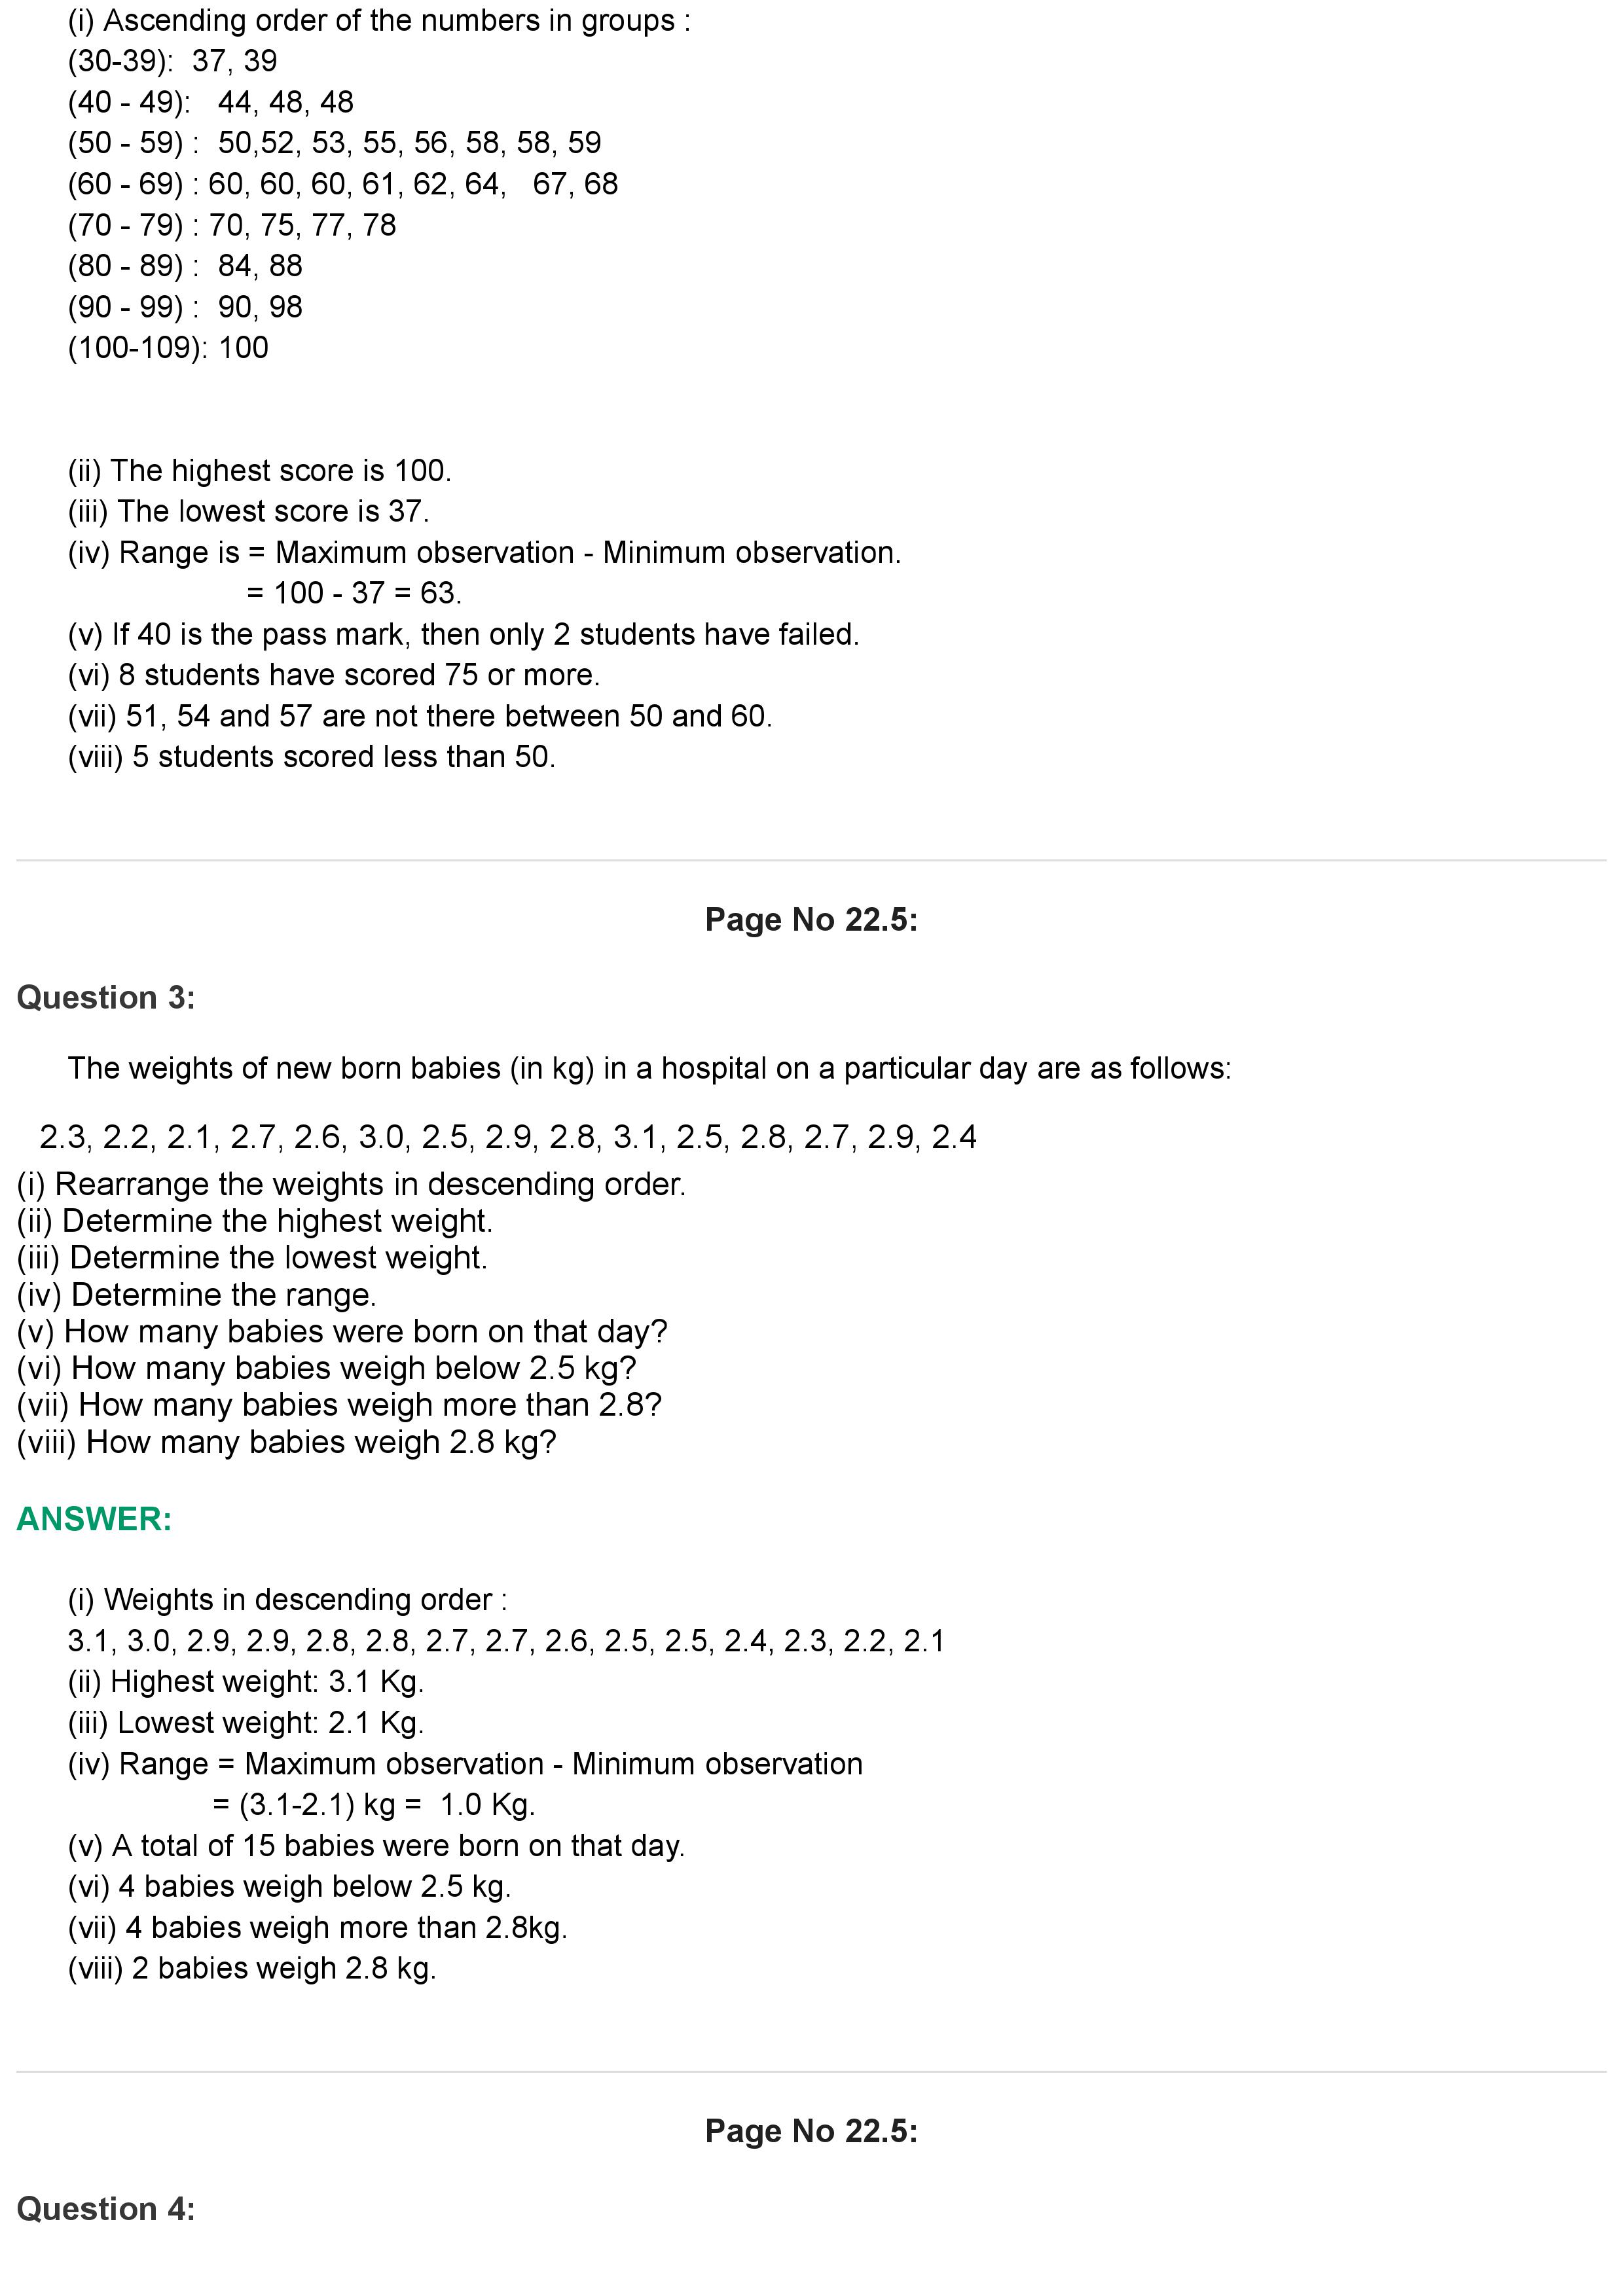 (i) Ascending order of the numbers in groups :
(30-39): 37, 39
(40 - 49): 44, 48, 48
(50 - 59) : 50,52, 53, 55, 56, 58, 58, 59
(60 - 69) : 60, 60, 60, 61, 62, 64, 67, 68
(70 - 79) : 70, 75, 77, 78
(80 - 89) : 84, 88
(90 - 99) : 90, 98
(100-109): 100
(ii) The highest score is 100.
(iii) The lowest score is 37.
(iv) Range is = Maximum observation - Minimum observation.
= 100 - 37 = 63.
(v) If 40 is the pass mark, then only 2 students have failed.
(vi) 8 students have scored 75 or more.
(vii) 51, 54 and 57 are not there between 50 and 60.
(viii) 5 students scored less than 50.
Page No 22.5:
Question 3:
The weights of new born babies (in kg) in a hospital on a particular day are as follows:
2.3, 2.2, 2.1, 2.7, 2.6, 3.0, 2.5, 2.9, 2.8, 3.1, 2.5, 2.8, 2.7, 2.9, 2.4
(i) Rearrange the weights in descending order.
(ii) Determine the highest weight.
(iii) Determine the lowest weight.
(iv) Determine the range.
(v) How many babies were born on that day?
(vi) How many babies weigh below 2.5 kg?
(vii) How many babies weigh more than 2.8?
(viii) How many babies weigh 2.8 kg?
ANSWER:
(i) Weights in descending order :
3.1, 3.0, 2.9, 2.9, 2.8, 2.8, 2.7, 2.7, 2.6, 2.5, 2.5, 2.4, 2.3, 2.2, 2.1
(ii) Highest weight: 3.1 Kg.
(iii) Lowest weight: 2.1 Kg.
(iv) Range = Maximum observation - Minimum observation
= (3.1-2.1) kg = 1.0 Kg.
(v) A total of 15 babies were born on that day.
(vi) 4 babies weigh below 2.5 kg.
(vii) 4 babies weigh more than 2.8kg.
(viii) 2 babies weigh 2.8 kg.
Page No 22.5:
Question 4: